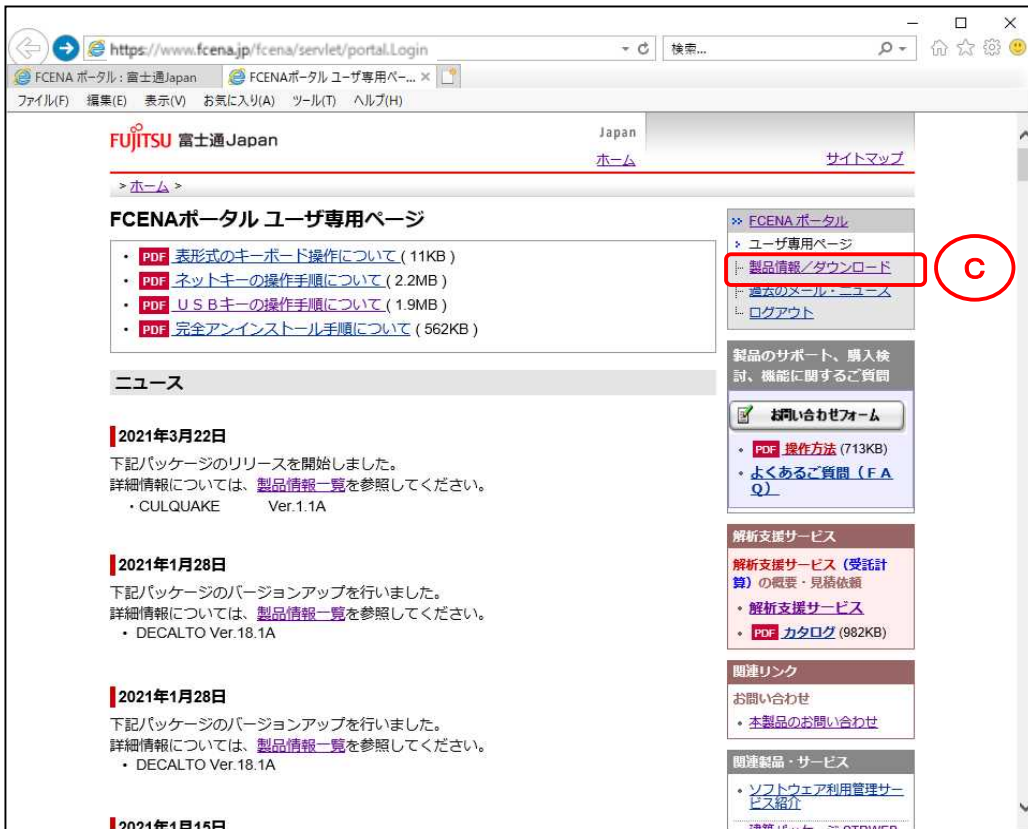 https://www.fcena.jp/fcena/servlet/portal.Login
検索...
FCENA ポータル : 富士通Japan
FCENAポータル ユーザ専用ペー...
ファイル(F) 編集(E) 表示(V) お気に入り(A) ツール(T) ヘルプ(H)
FUJITSU 富士通Japan
Japan
ホーム
サイトマップ
> ホーム >
FCENAポータル ユーザ専用ページ
・ PDF 表形式のキーボード操作について ( 11KB )
・ PDF ネットキーの操作手順について ( 2.2MB )
・ PDF ＵＳＢキーの操作手順について ( 1.9MB )
・ PDF 完全アンインストール手順について ( 562KB )
ニュース
2021年3月22日
下記パッケージのリリースを開始しました。
詳細情報については、製品情報一覧を参照してください。
・CULQUAKE Ver.1.1A
2021年1月28日
下記パッケージのバージョンアップを行いました。
詳細情報については、製品情報一覧を参照してください。
・ DECALTO Ver.18.1A
2021年1月28日
下記パッケージのバージョンアップを行いました。
詳細情報については、製品情報一覧を参照してください。
・ DECALTO Ver.18.1A
2021年1月15日
FCENA ポータル
ユーザ専用ページ
製品情報／ダウンロード
C
過去のメール・ニュース
ログアウト
製品のサポート、購入検
討、機能に関するご質問
お問い合わせフォーム
・ PDF 操作方法 (713KB)
・ よくあるご質問（ＦＡ
Ｑ）
解析支援サービス
解析支援サービス（受託計
算）の概要・見積依頼
・ 解析支援サービス
・ PDF カタログ (982KB)
関連リンク
お問い合わせ
・ 本製品のお問い合わせ
関連製品・サービス
・ ソフトウェア利用管理サー
ビス紹介
建築パッケージ STRWEB